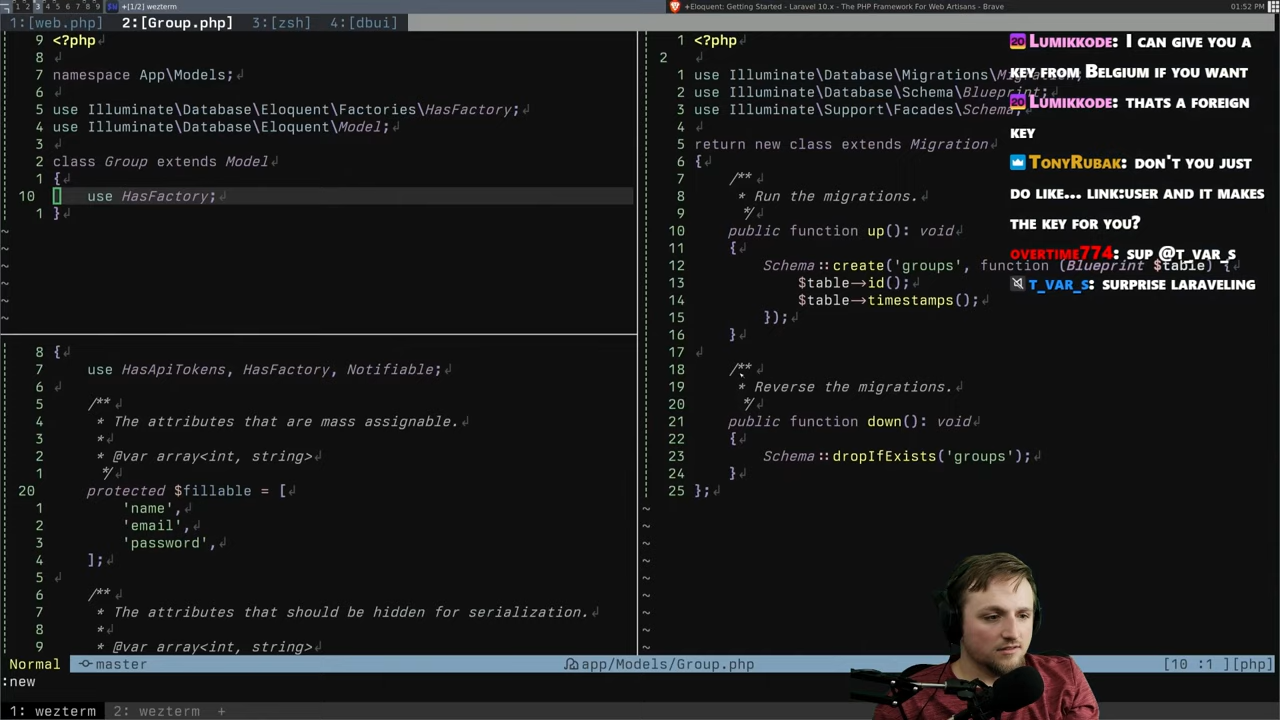 1 2 3 4 5 6 7 8 9 +[1/2] wezterm
+Eloquent: Getting Started - Laravel 10.x - The PHP Framework For Web Artisans - Brave
01:52 PM
1:[web.php] 2:[Group.php] 3:[zsh] 4:[dbui]
9 <?php
8
7 namespace App\Models;
6
5 use Illuminate\Database\Eloquent\Factories\HasFactory;
4 use Illuminate\Database\Eloquent\Model;
3
2 class Group extends Model
1 {
10 use HasFactory;
1 }
~
~
~
~
~
~
8 {
7 use HasApiTokens, HasFactory, Notifiable;
6
5 /**
4 * The attributes that are mass assignable.
3 *
2 * @var array<int, string>
1 */
20 protected $fillable = [
1 'name',
2 'email',
3 'password',
4 ];
5
6 /**
7 * The attributes that should be hidden for serialization.
8 *
9 * @var array<int, string>
1 <?php
2
1 use Illuminate\Database\Migrations\
2 use Illuminate\Database\Schema\Blueprint;
3 use Illuminate\Support\Facades\Schema;
4
5 return new class extends Migration
6 {
7 /**
8 * Run the migrations.
9 */
10 public function up(): void
11 {
12 Schema::create('groups', function (Blueprint $table) {
13 $table->id();
14 $table->timestamps();
15 });
16 }
17
18 /**
19 * Reverse the migrations.
20 */
21 public function down(): void
22 {
23 Schema::dropIfExists('groups');
24 }
25 };
~
~
~
~
~
~
~
~
~
Lumikkode: I can give you a
key from Belgium if you want
Lumikkode: thats a foreign
key
TonyRubak: don't you just
do like... link:user and it makes
the key for you?
overtime774: sup @t_var_s
t_var_s: surprise laraveling
Normal master app/Models/Group.php [10 :1 ][php]
:new
1: wezterm 2: wezterm +